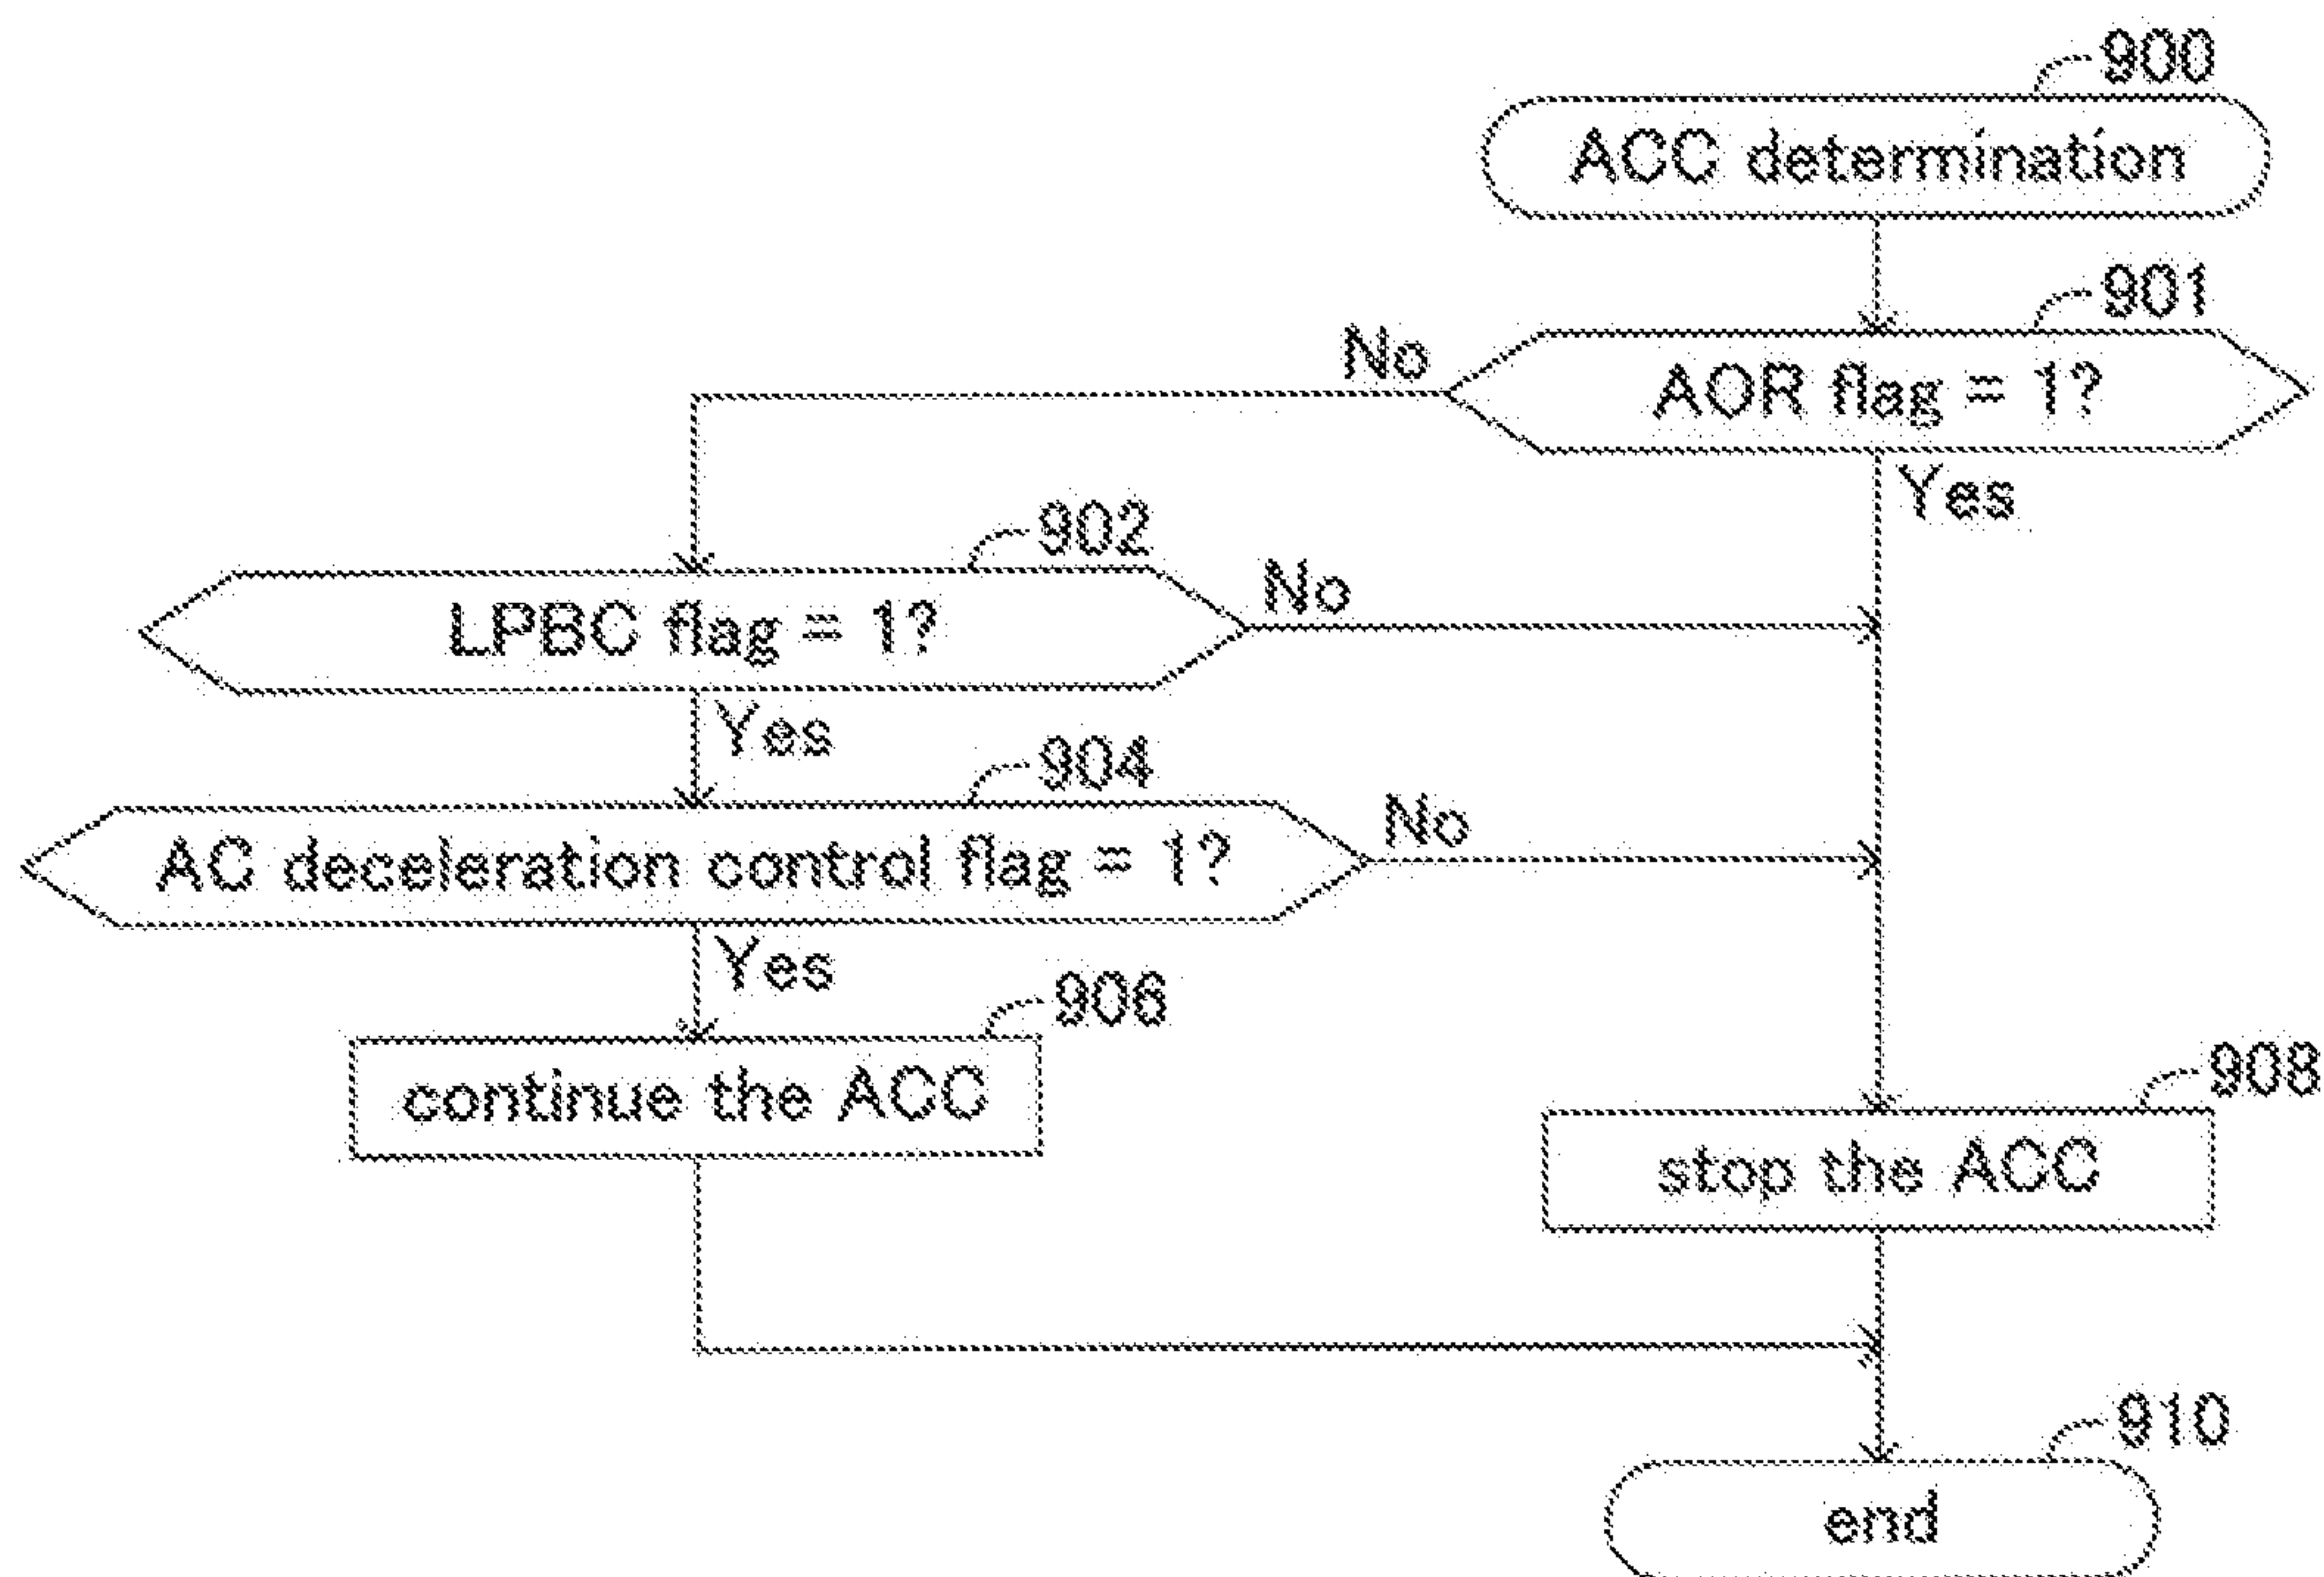 900
ACC determination
901
AOR flag = 1?
No
Yes
902
LPBC flag = 1?
No
Yes
904
AC deceleration control flag = 1?
No
Yes
906
continue the ACC
908
stop the ACC
910
end